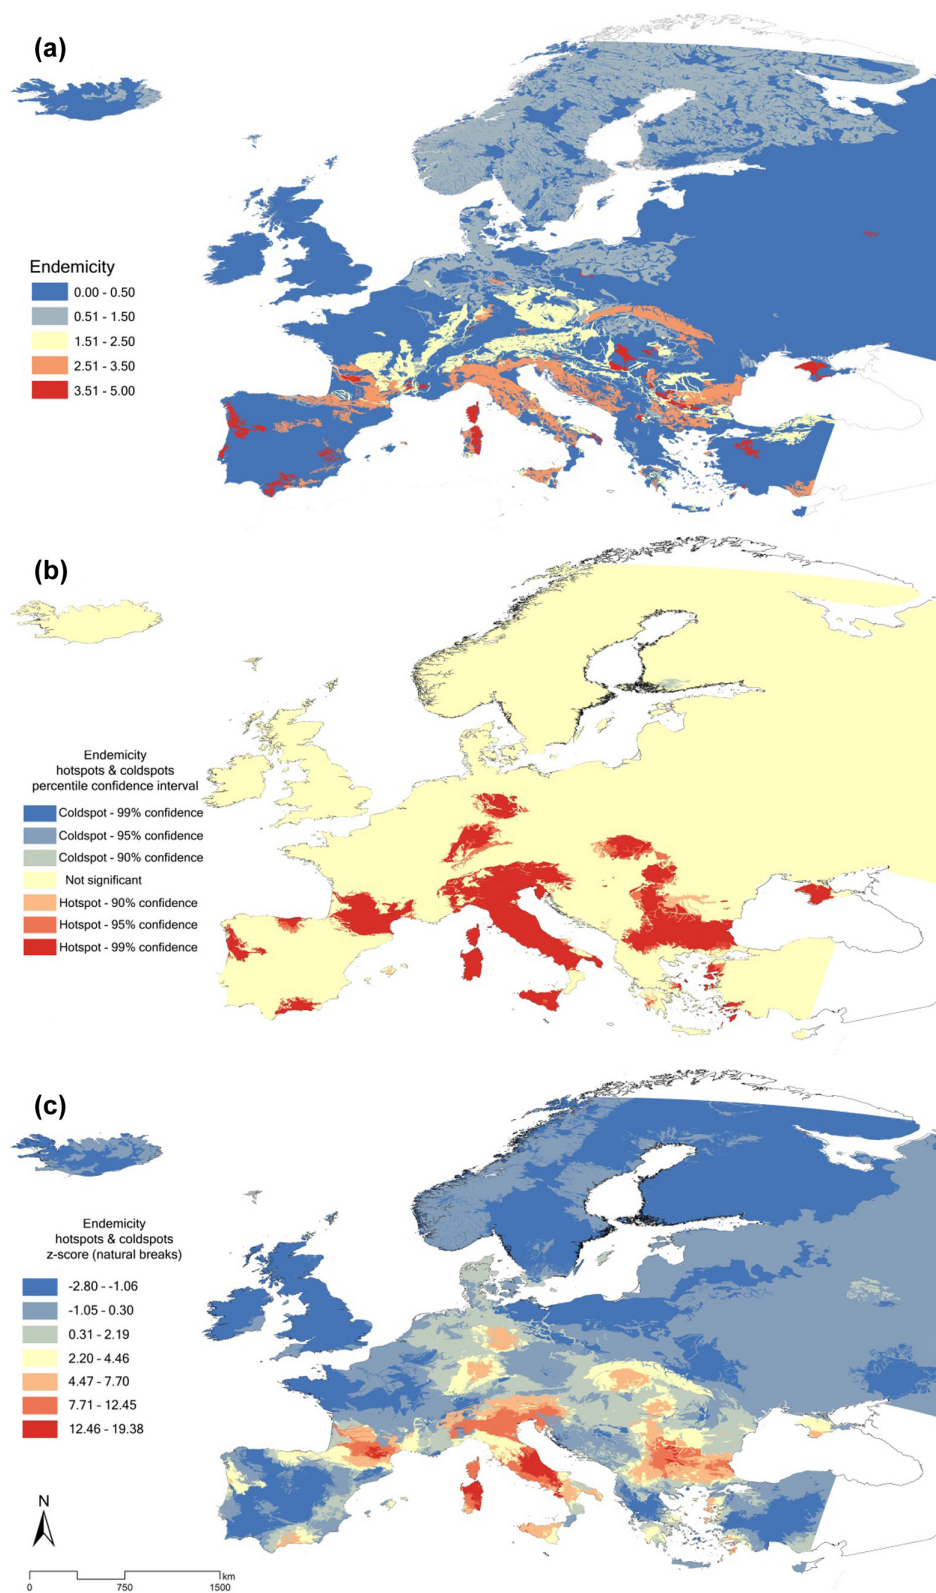 (a)
Endemicity
0.00 - 0.50
0.51 - 1.50
1.51 - 2.50
2.51 - 3.50
3.51 - 5.00
(b)
Endemicity
hotspots & coldspots
percentile confidence interval
Coldspot - 99% confidence
Coldspot - 95% confidence
Coldspot - 90% confidence
Not significant
Hotspot - 90% confidence
Hotspot - 95% confidence
Hotspot - 99% confidence
(c)
Endemicity
hotspots & coldspots
z-score (natural breaks)
-2.80 - -1.06
-1.05 - 0.30
0.31 - 2.19
2.20 - 4.46
4.47 - 7.70
7.71 - 12.45
12.46 - 19.38
N
km
0 750 1500